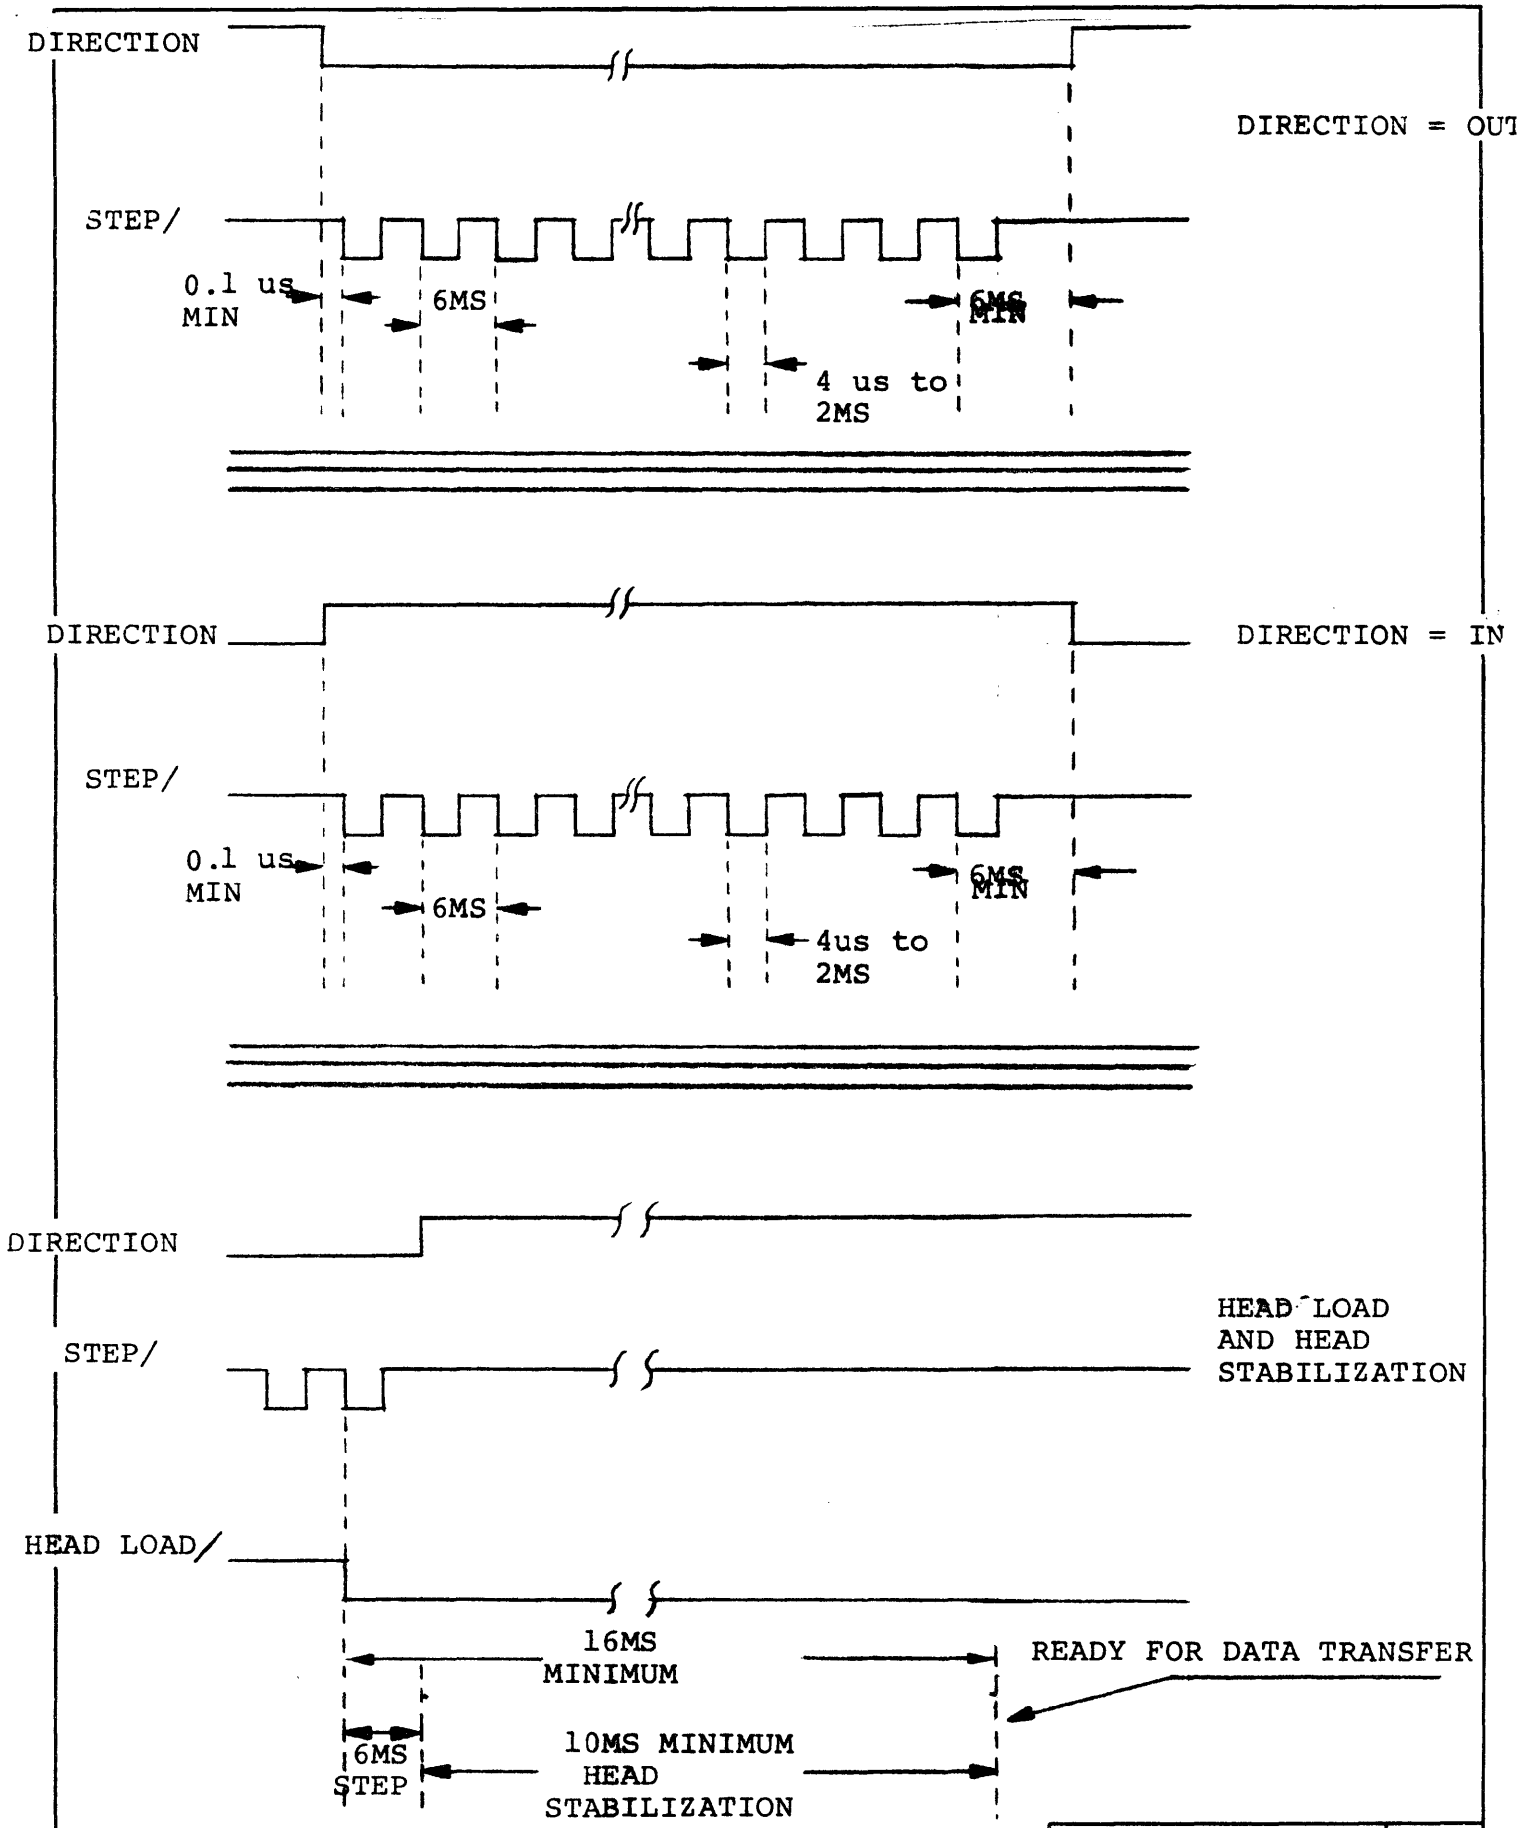 DIRECTION
DIRECTION = OUT
STEP/
0.1 us
MIN
6MS
6MS
MIN
4 us to
2MS
DIRECTION
DIRECTION = IN
STEP/
0.1 us
MIN
6MS
6MS
MIN
4us to
2MS
DIRECTION
HEAD LOAD
AND HEAD
STABILIZATION
STEP/
HEAD LOAD/
16MS
MINIMUM
READY FOR DATA TRANSFER
6MS
STEP
10MS MINIMUM
HEAD
STABILIZATION